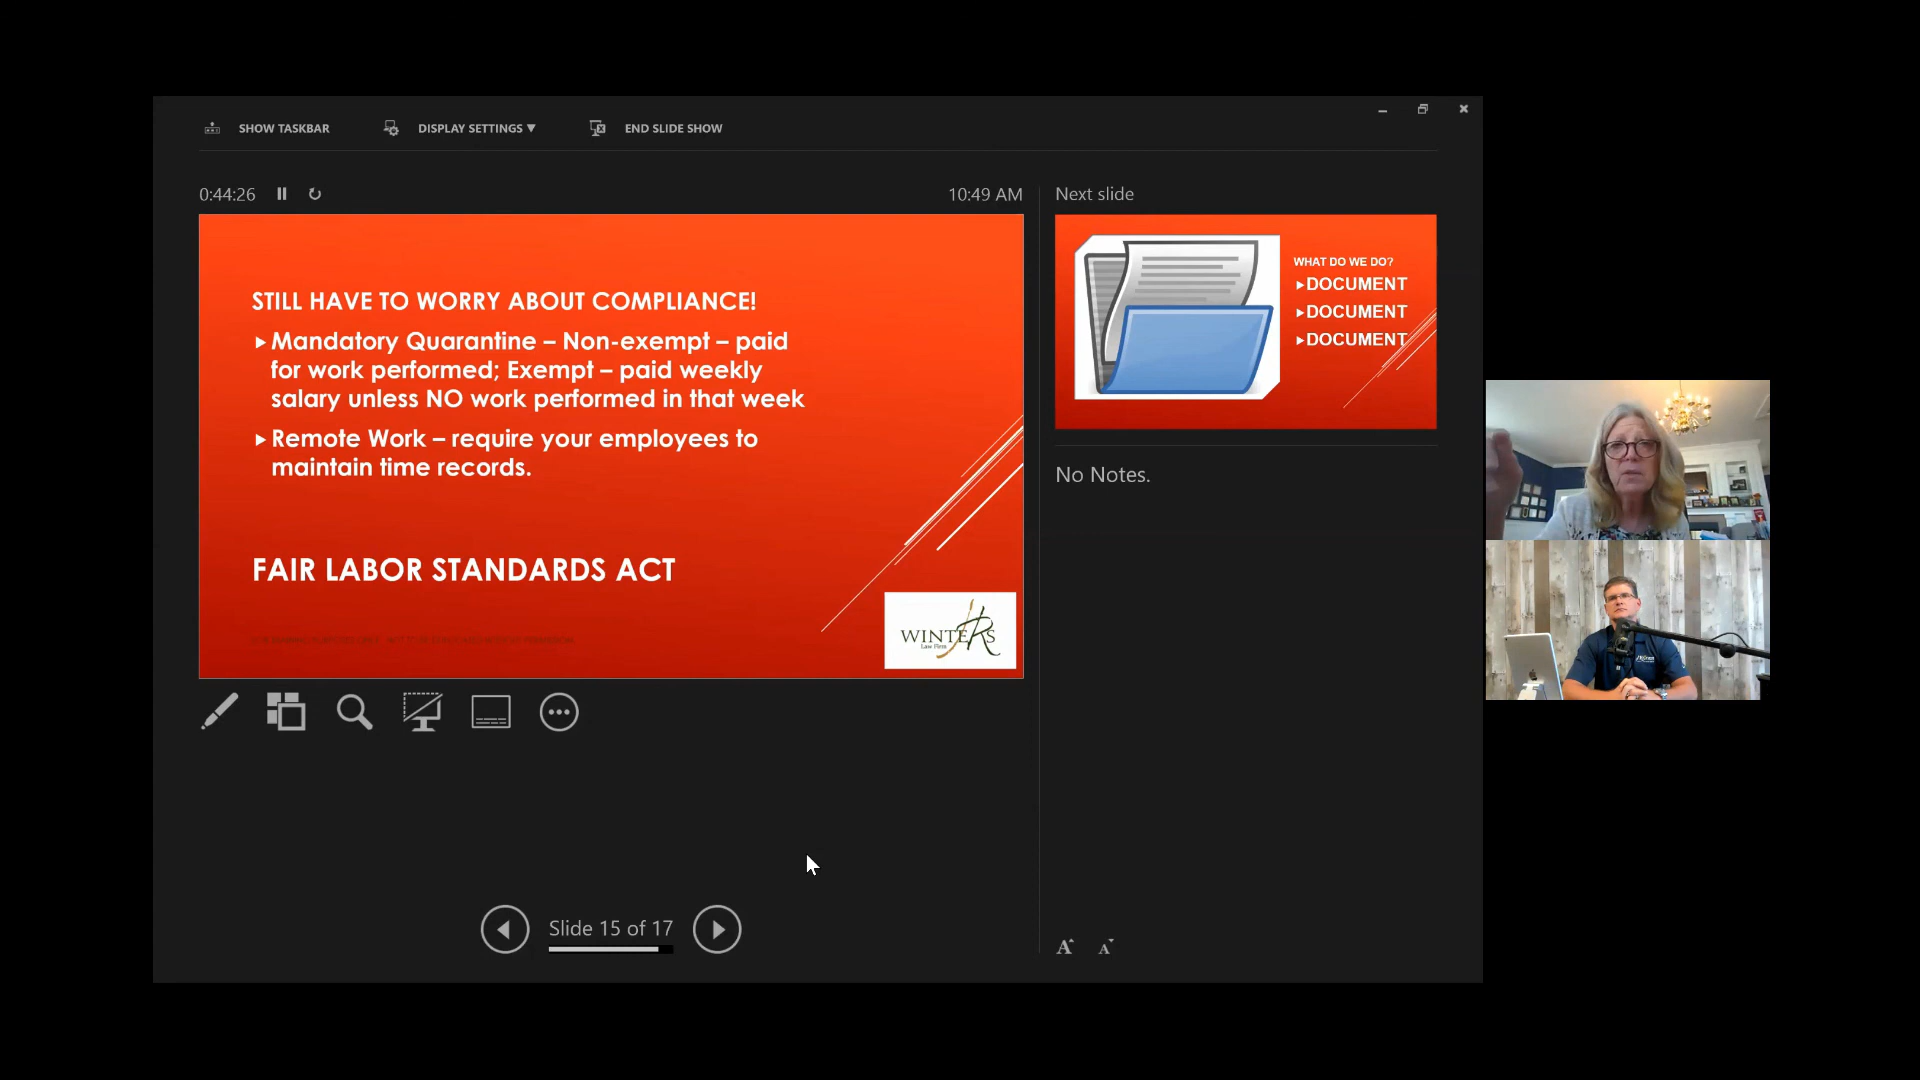 SHOW TASKBAR
DISPLAY SETTINGS ▼
END SLIDE SHOW
0:44:26
10:49 AM
STILL HAVE TO WORRY ABOUT COMPLIANCE!
Mandatory Quarantine – Non-exempt – paid
for work performed; Exempt – paid weekly
salary unless NO work performed in that week
Remote Work – require your employees to
maintain time records.
FAIR LABOR STANDARDS ACT
WINTERS
Law Firm
HR
Next slide
WHAT DO WE DO?
DOCUMENT
DOCUMENT
DOCUMENT
No Notes.
Slide 15 of 17
A A